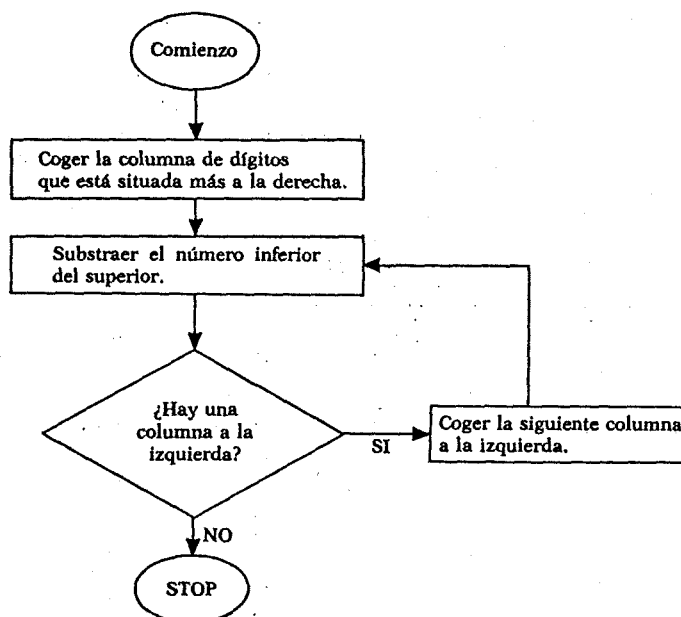 Comienzo
Coger la columna de dígitos
que está situada más a la derecha.
Substraer el número inferior
del superior.
¿Hay una
columna a la
izquierda?
SI
Coger la siguiente columna
a la izquierda.
NO
STOP